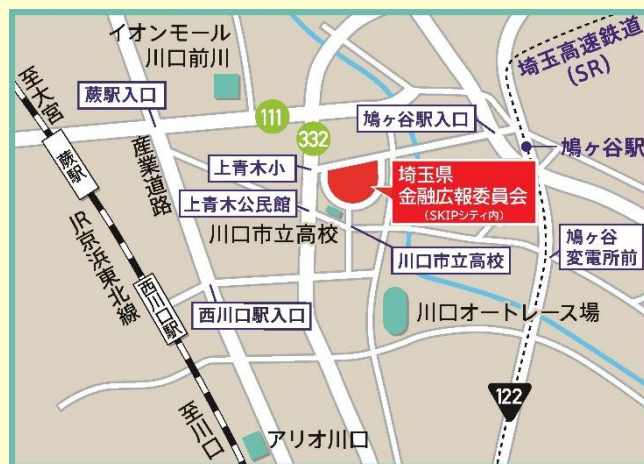 イオンモール
川口前川
至大宮
蕨駅入口
111
332
鳩ヶ谷駅入口
埼玉高速鉄道
(SR)
鳩ヶ谷駅
蕨駅
産業道路
上青木小
埼玉県
金融広報委員会
(SKIPシティ内)
上青木公民館
川口市立高校
川口市立高校
鳩ヶ谷
変電所前
JR京浜東北線
西川口駅
西川口駅入口
川口オートレース場
122
至川口
アリオ川口